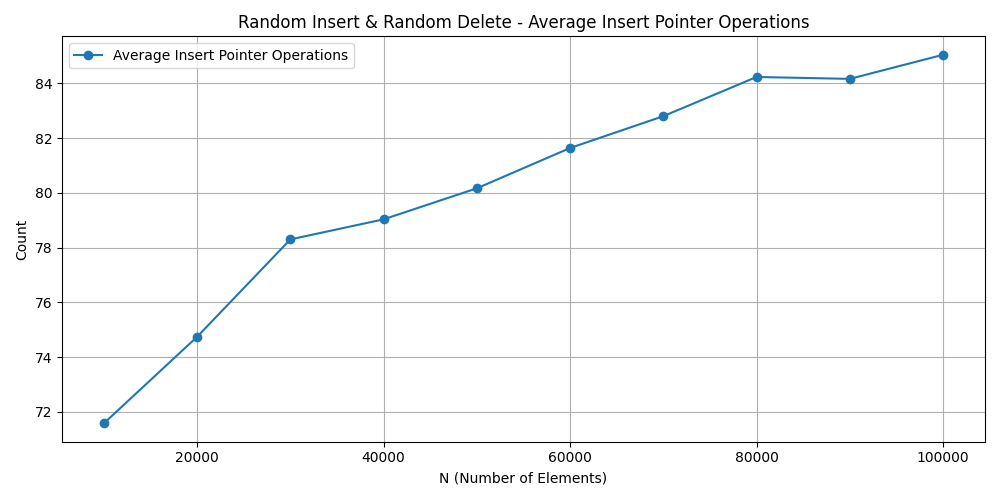 Random Insert & Random Delete - Average Insert Pointer Operations
Average Insert Pointer Operations
Count
84
82
80
78
76
74
72
20000 40000 60000 80000 100000
N (Number of Elements)